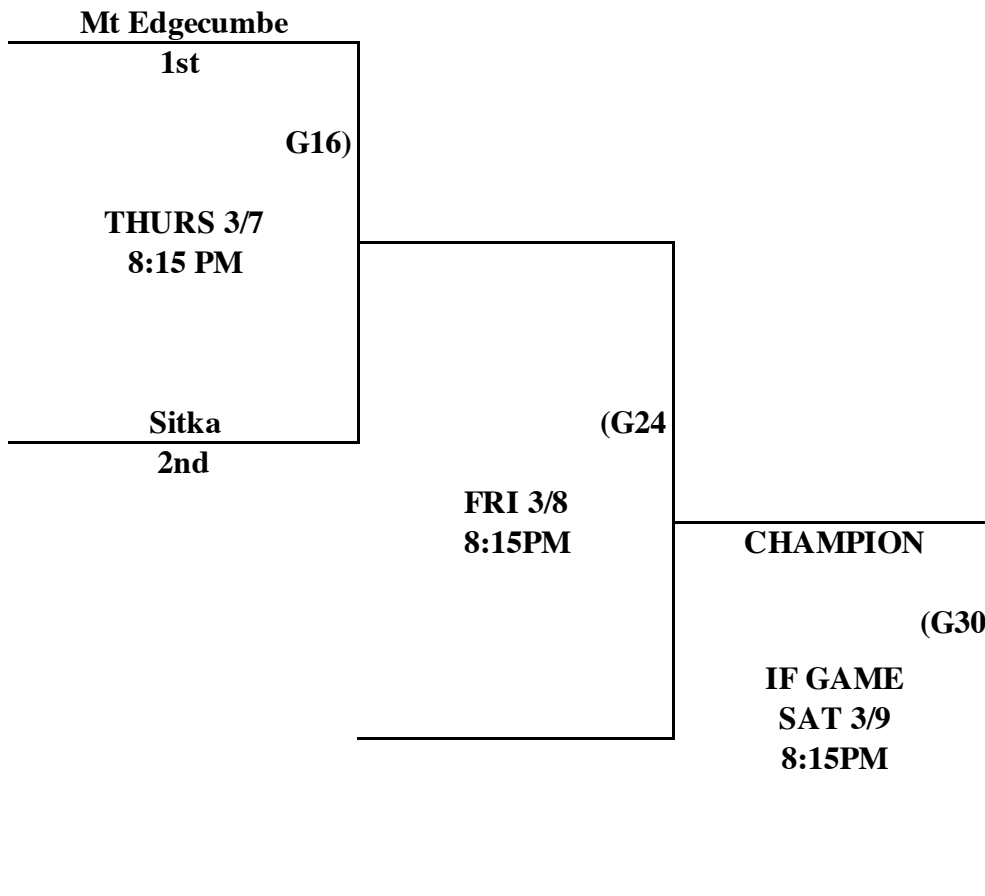 Mt Edgecumbe
1st
G16)
THURS 3/7
8:15 PM
Sitka
2nd
(G24
FRI 3/8
8:15PM
CHAMPION
(G30
IF GAME
SAT 3/9
8:15PM